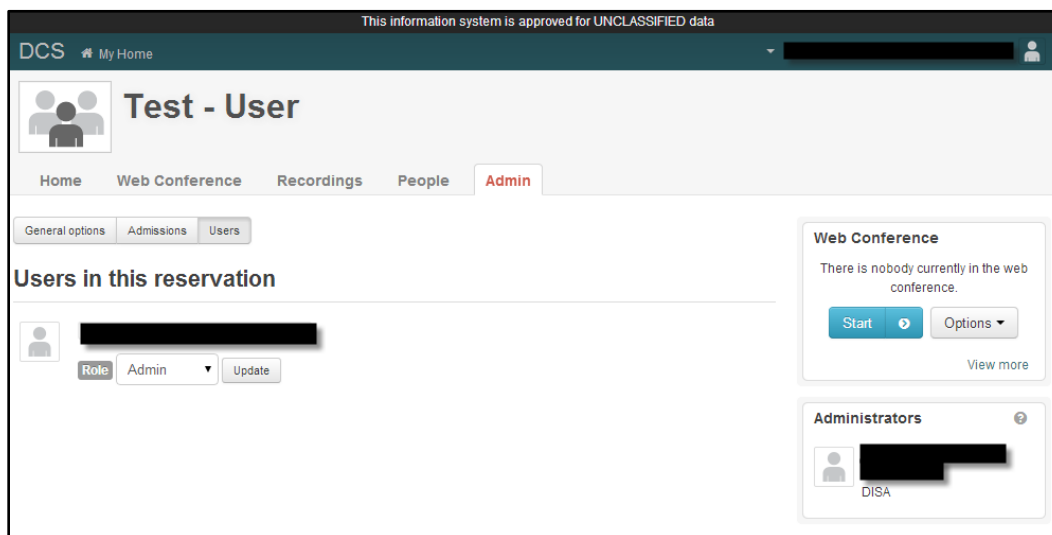 This information system is approved for UNCLASSIFIED data
DCS My Home
Test - User
Home Web Conference Recordings People Admin
General options Admissions Users
Users in this reservation
Role Admin Update
Web Conference
There is nobody currently in the web
conference.
Start Options
View more
Administrators
DISA